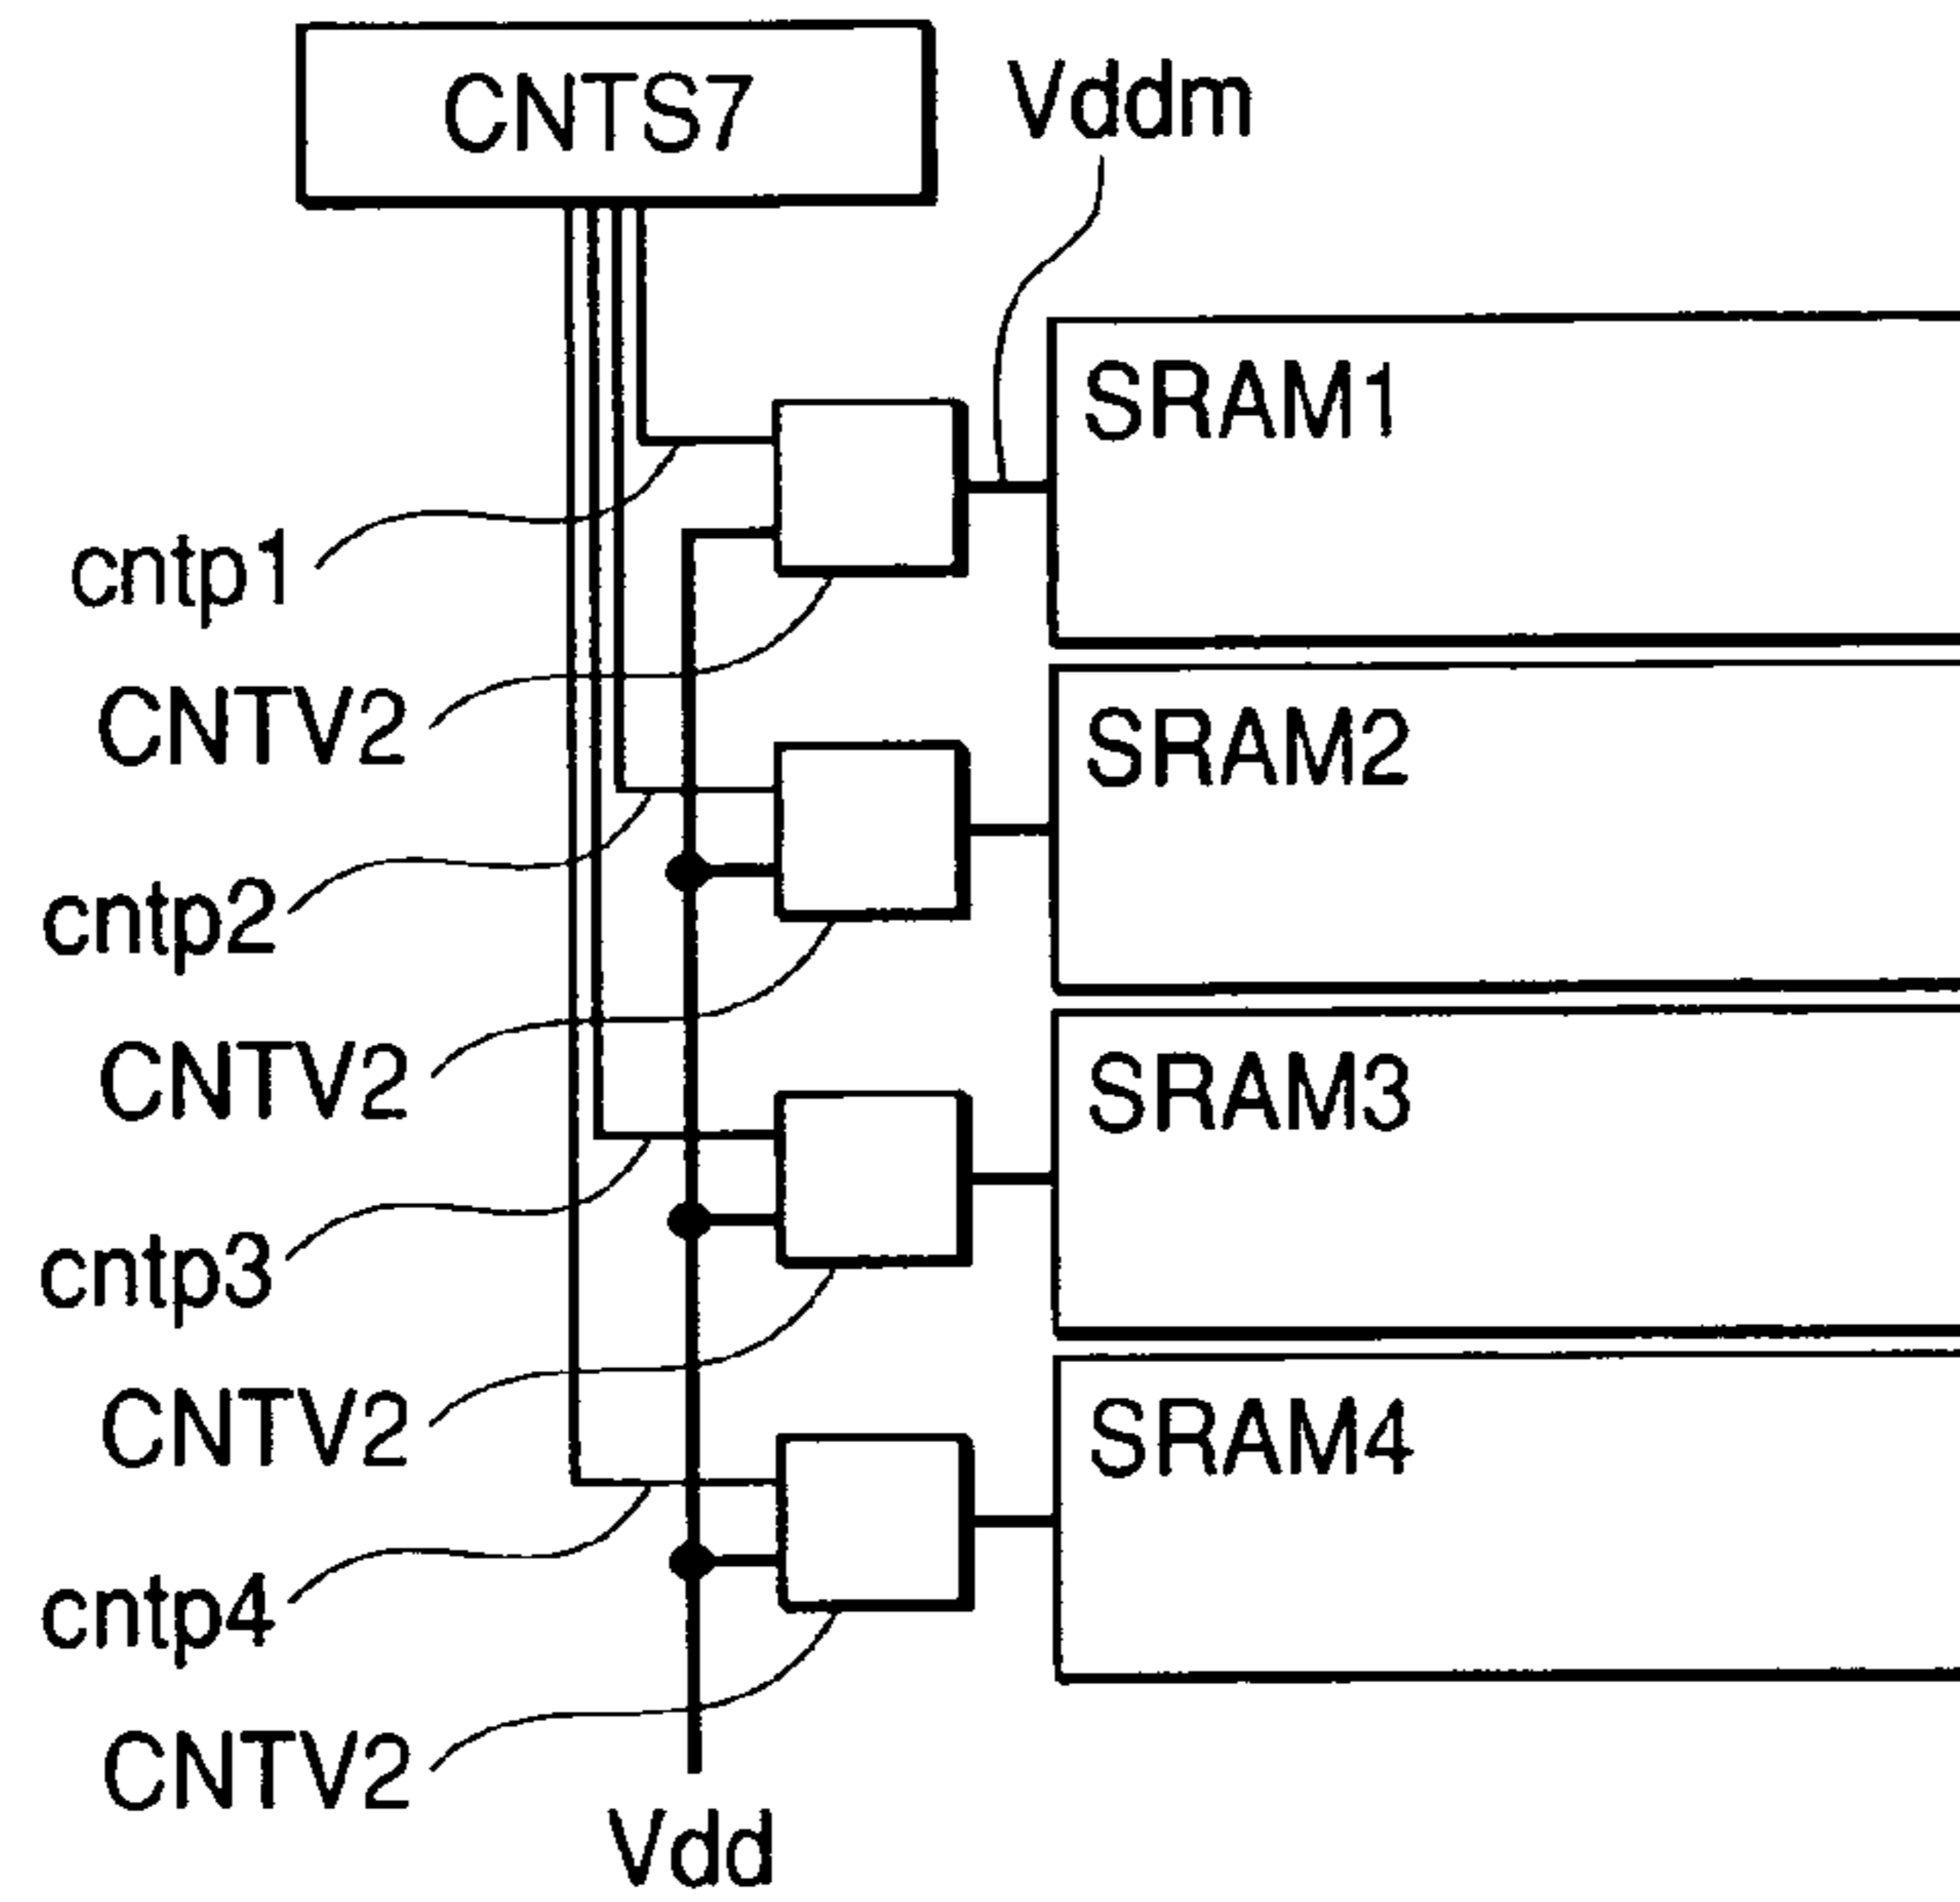 CNTS7
Vddm
SRAM1
cntp1
CNTV2
SRAM2
cntp2
CNTV2
SRAM3
cntp3
CNTV2
SRAM4
cntp4
CNTV2
Vdd